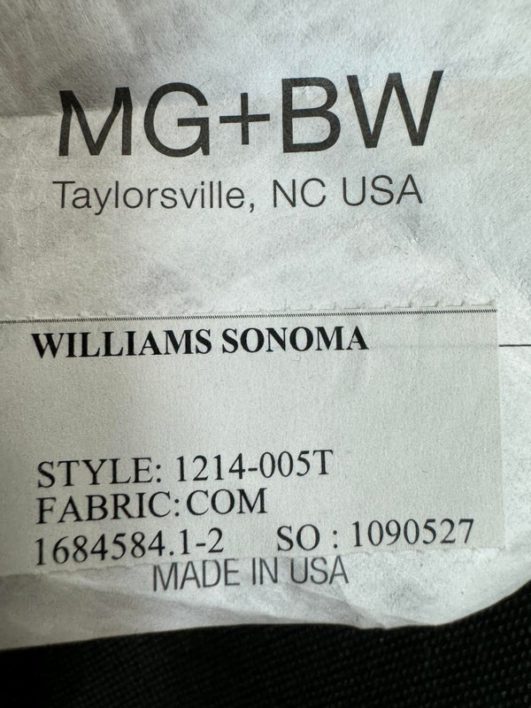 MG+BW
Taylorsville, NC USA
WILLIAMS SONOMA
STYLE: 1214-005T
FABRIC: COM
1684584.1-2 SO : 1090527
MADE IN USA